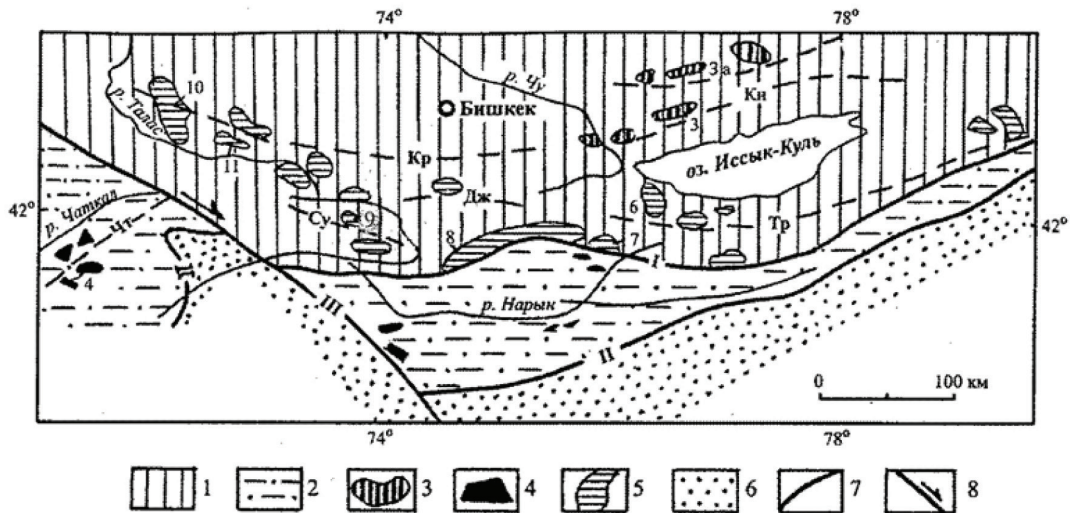 74°
78°
10
р. Талас
11
р. Чу
Бишкек
3а
Кн
3
оз. Иссык-Куль
Кр
Дж
42°
р. Чаткал
Чт
4
Су
9
8
6
7
Тр
42°
I
II
III
р. Нарын
II
0 100 км
74°
78°
1 2 3 4 5 6 7 8